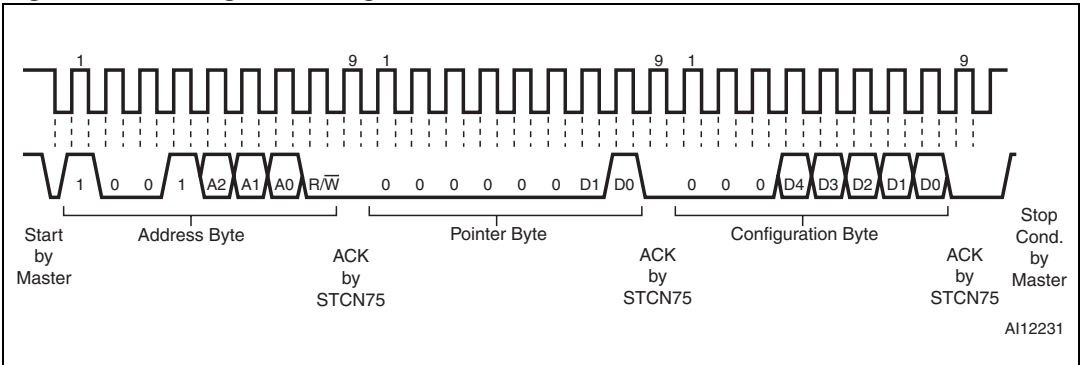 1 9 1 9 1 9
1 0 0 1 A2 A1 A0 R/W̅ 0 0 0 0 0 0 D1 D0 0 0 0 D4 D3 D2 D1 D0
Start
by
Master
Address Byte
ACK
by
STCN75
Pointer Byte
ACK
by
STCN75
Configuration Byte
ACK
by
STCN75
Stop
Cond.
by
Master
AI12231